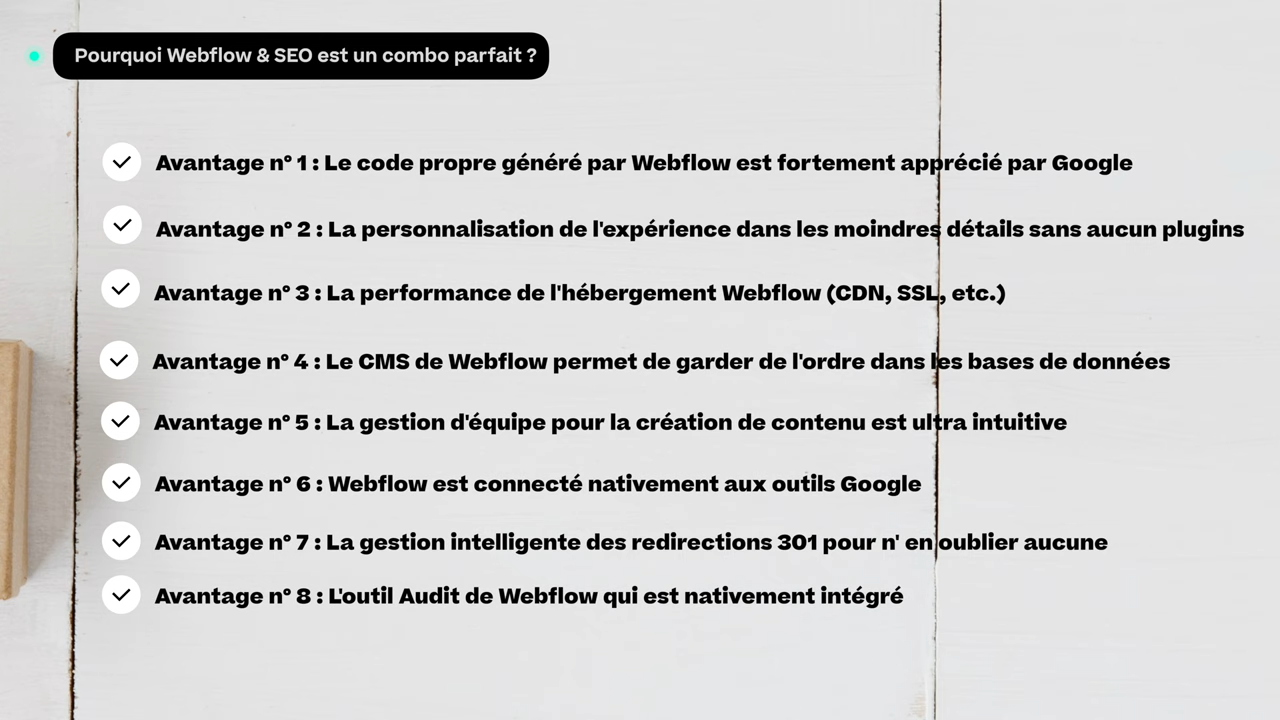 Pourquoi Webflow & SEO est un combo parfait ?
Avantage n° 1 : Le code propre généré par Webflow est fortement apprécié par Google
Avantage n° 2 : La personnalisation de l'expérience dans les moindres détails sans aucun plugins
Avantage n° 3 : La performance de l'hébergement Webflow (CDN, SSL, etc.)
Avantage n° 4 : Le CMS de Webflow permet de garder de l'ordre dans les bases de données
Avantage n° 5 : La gestion d'équipe pour la création de contenu est ultra intuitive
Avantage n° 6 : Webflow est connecté nativement aux outils Google
Avantage n° 7 : La gestion intelligente des redirections 301 pour n' en oublier aucune
Avantage n° 8 : L'outil Audit de Webflow qui est nativement intégré